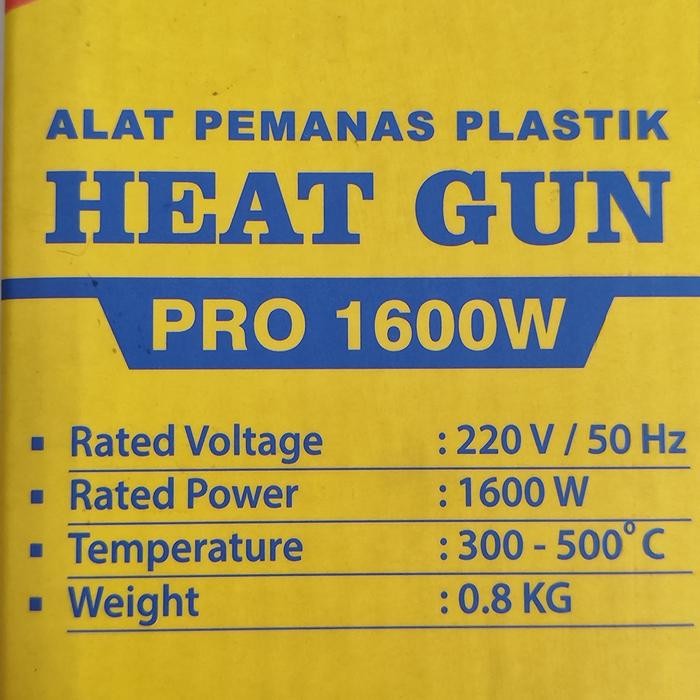 ALAT PEMANAS PLASTIK
HEAT GUN
PRO 1600W
▪ Rated Voltage : 220 V / 50 Hz
▪ Rated Power : 1600 W
▪ Temperature : 300 - 500°C
▪ Weight : 0.8 KG